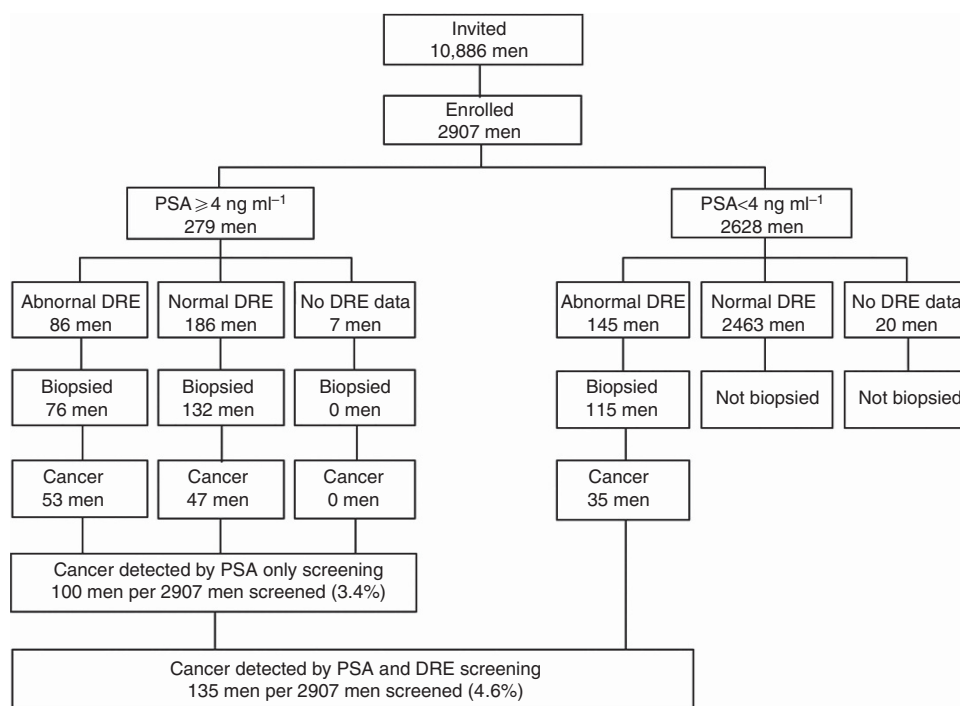 Invited
10,886 men
Enrolled
2907 men
PSA ⩾ 4 ng ml⁻¹
279 men
PSA<4 ng ml⁻¹
2628 men
Abnornal DRE
86 men
Normal DRE
186 men
No DRE data
7 men
Abnormal DRE
145 men
Normal DRE
2463 men
No DRE data
20 men
Biopsied
76 men
Biopsied
132 men
Biopsied
0 men
Biopsied
115 men
Not biopsied
Not biopsied
Cancer
53 men
Cancer
47 men
Cancer
0 men
Cancer
35 men
Cancer detected by PSA only screening
100 men per 2907 men screened (3.4%)
Cancer detected by PSA and DRE screening
135 men per 2907 men screened (4.6%)